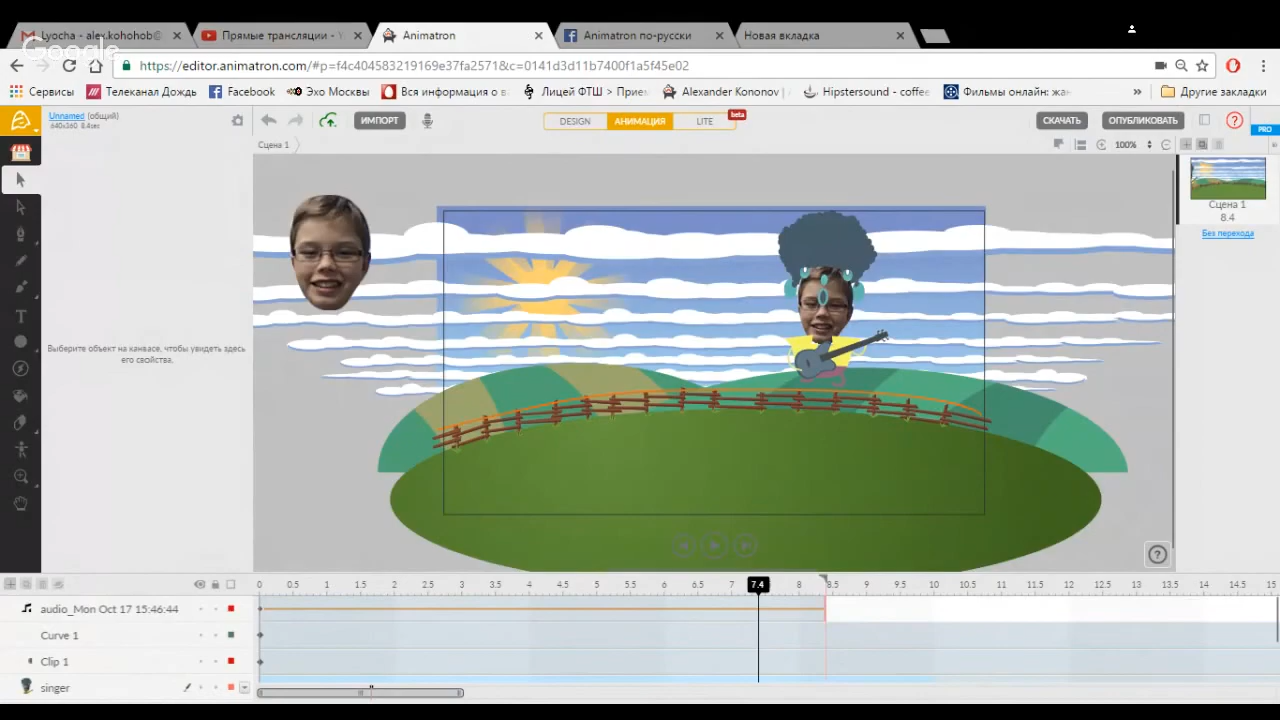 Lyocha - alex.kohohob@
Прямые трансляции - Y
Animatron
Animatron по-русски
Новая вкладка
Google
https://editor.animatron.com/#p=f4c404583219169e37fa2571&c=0141d3d11b7400f1a5f45e02
Сервисы
Телеканал Дождь
Facebook
Эхо Москвы
Вся информация о в
Лицей ФТШ > Прием
Alexander Kononov /
Hipstersound - coffee
Фильмы онлайн: жан
»
Другие закладки
Unnamed (общий)
640x360 8.4sec
ИМПОРТ
DESIGN
АНИМАЦИЯ
LITE
beta
СКАЧАТЬ
ОПУБЛИКОВАТЬ
?
PRO
Сцена 1
100%
Сцена 1
8.4
Без перехода
Выберите объект на канвасе, чтобы увидеть здесь
его свойства.
?
0 0.5 1 1.5 2 2.5 3 3.5 4 4.5 5 5.5 6 6.5 7 7.4 8 8.5 9 9.5 10 10.5 11 11.5 12 12.5 13 13.5 14 14.5 15
audio_Mon Oct 17 15:46:44
Curve 1
Clip 1
singer